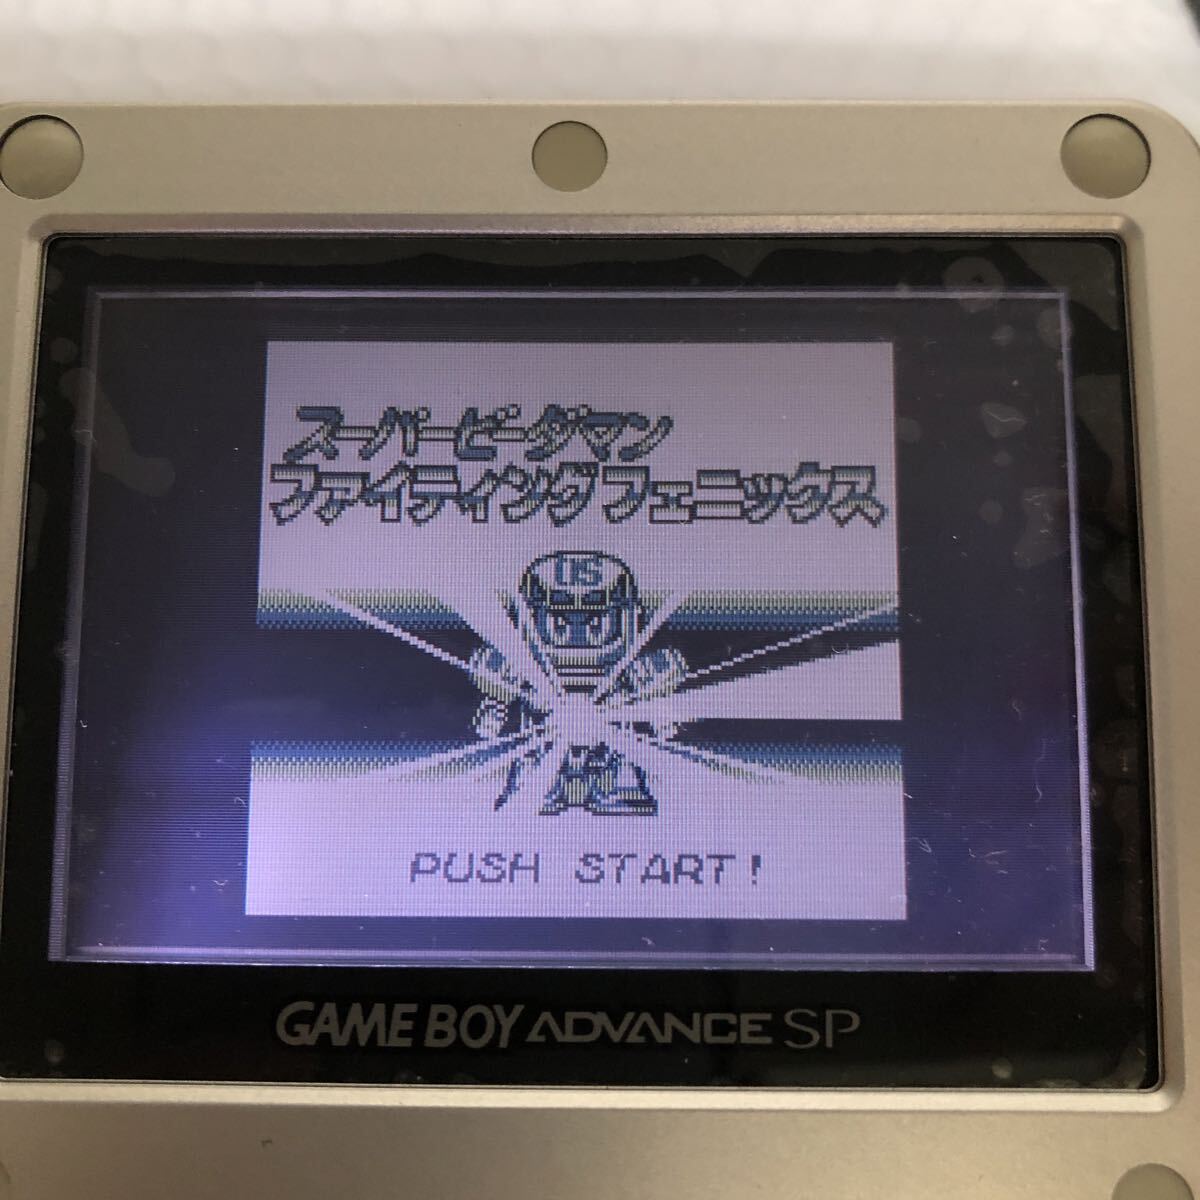 スーパービーダマン
ファイティングフェニックス
PUSH START!
GAME BOY ADVANCE SP